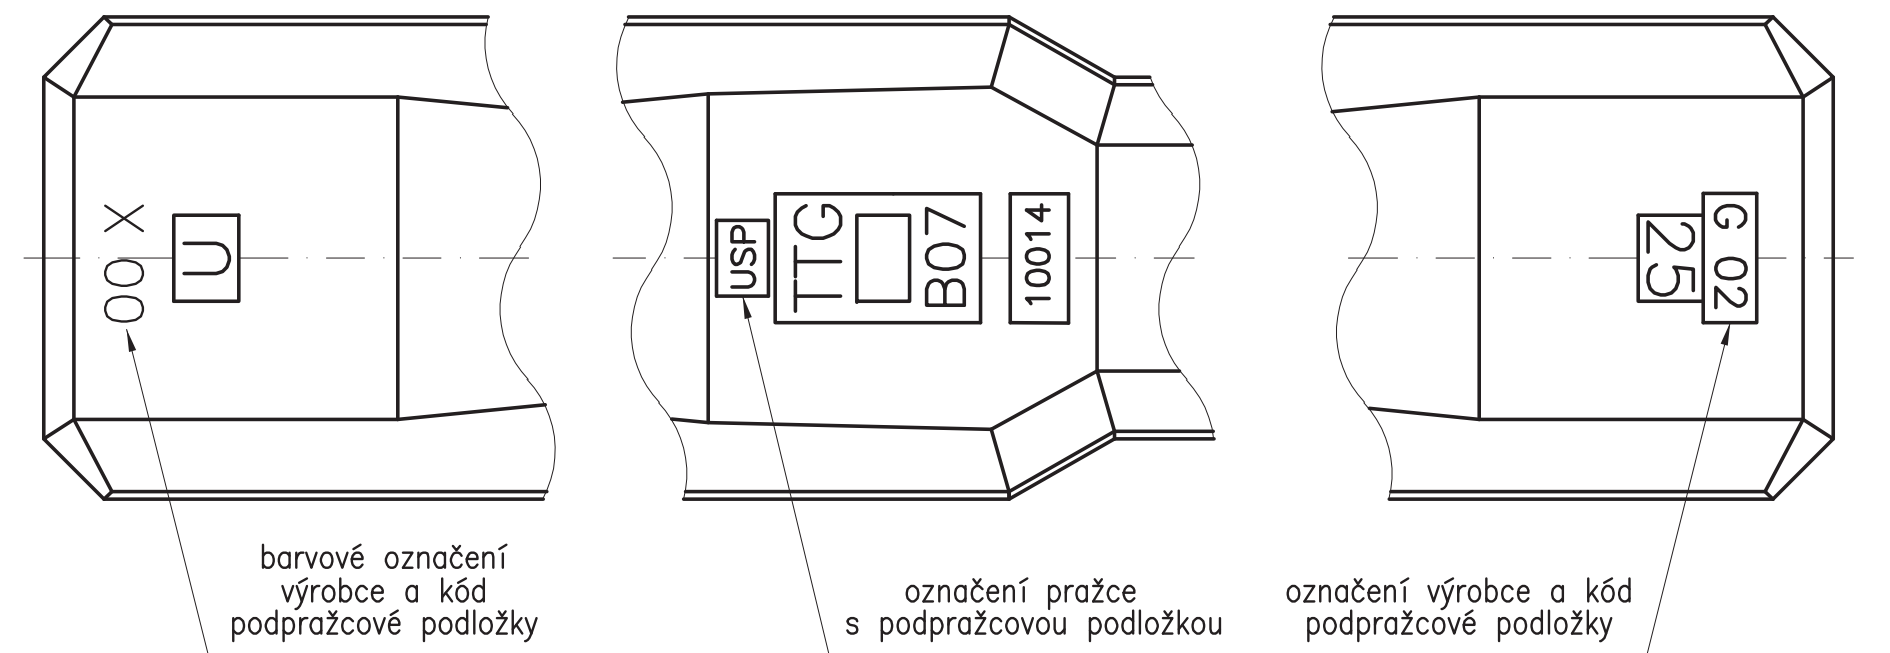 00 X
U
USP
TTG
B07
10014
G 02
25
barvové označení
výrobce a kód
podpražcové podložky
označení pražce
s podpražcovou podložkou
označení výrobce a kód
podpražcové podložky